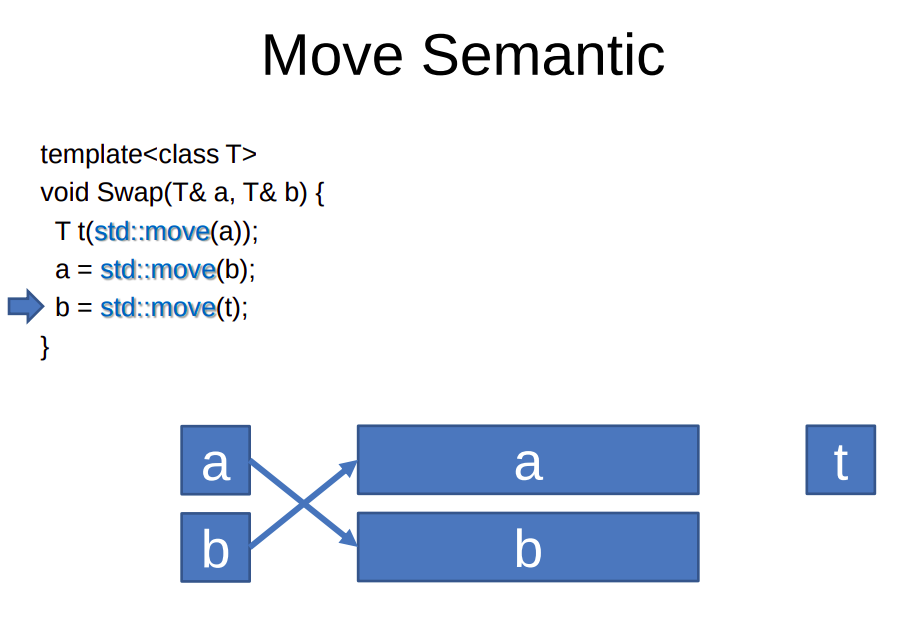 Move Semantic
template<class T>
void Swap(T& a, T& b) {
T t(std::move(a));
a = std::move(b);
b = std::move(t);
}
a a t
b b